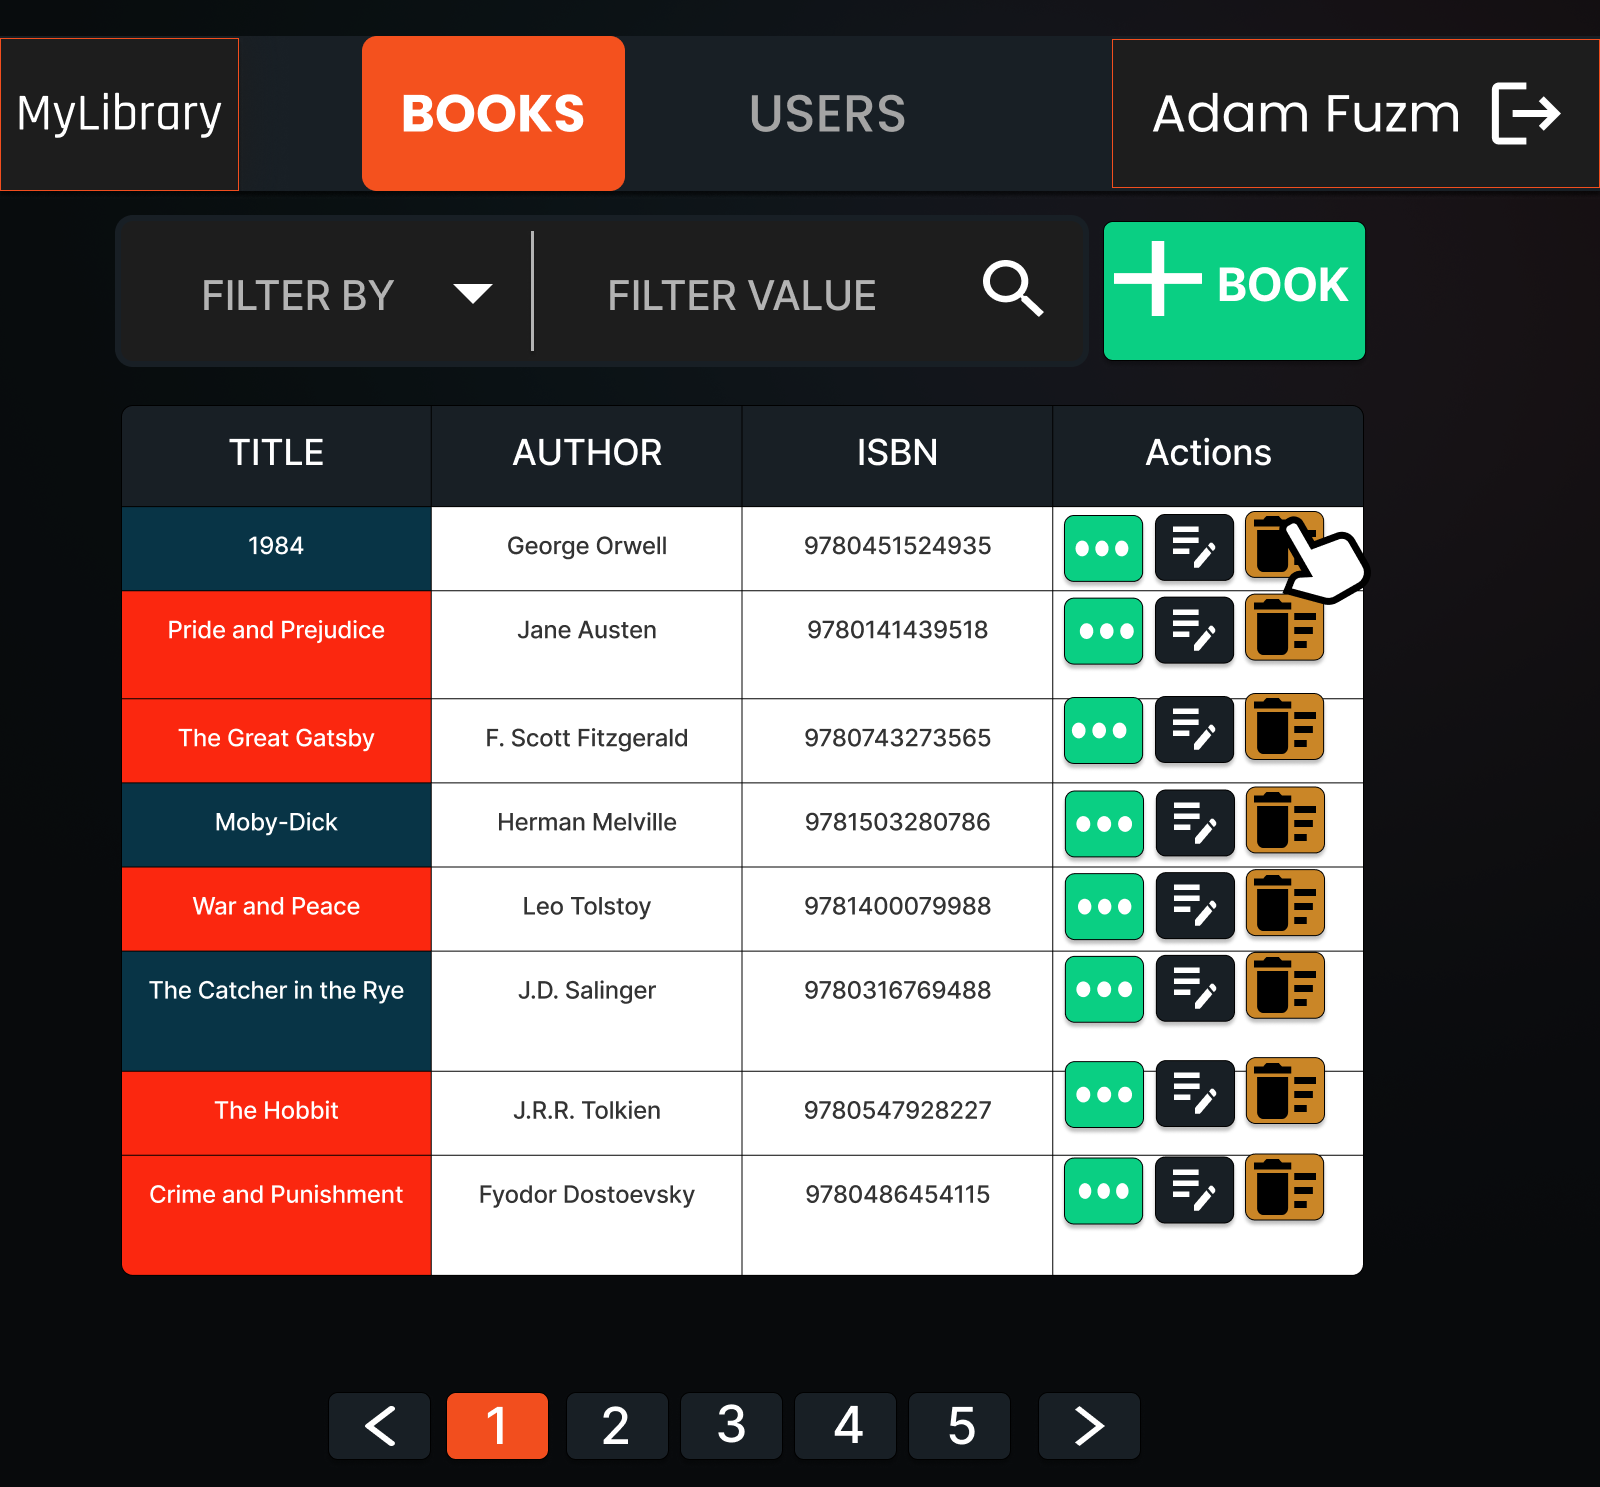 MyLibrary BOOKS USERS Adam Fuzm
FILTER BY FILTER VALUE BOOK
TITLE AUTHOR ISBN Actions
1984 George Orwell 9780451524935
Pride and Prejudice Jane Austen 9780141439518
The Great Gatsby F. Scott Fitzgerald 9780743273565
Moby-Dick Herman Melville 9781503280786
War and Peace Leo Tolstoy 9781400079988
The Catcher in the Rye J.D. Salinger 9780316769488
The Hobbit J.R.R. Tolkien 9780547928227
Crime and Punishment Fyodor Dostoevsky 9780486454115
1 2 3 4 5